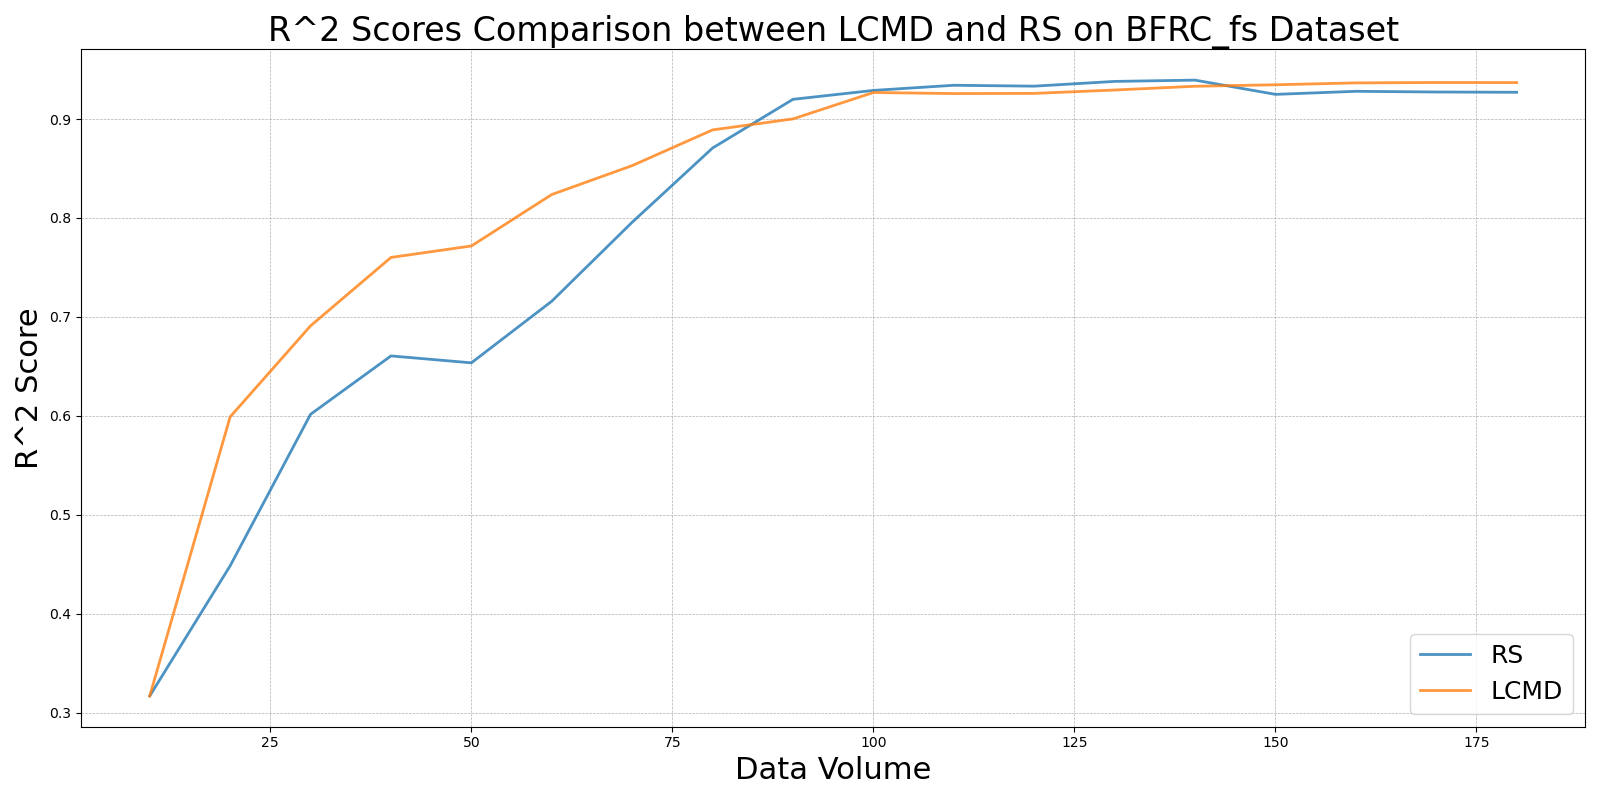 R^2 Scores Comparison between LCMD and RS on BFRC_fs Dataset
R^2 Score
0.9
0.8
0.7
0.6
0.5
0.4
0.3
25 50 75 100 125 150 175
Data Volume
RS
LCMD